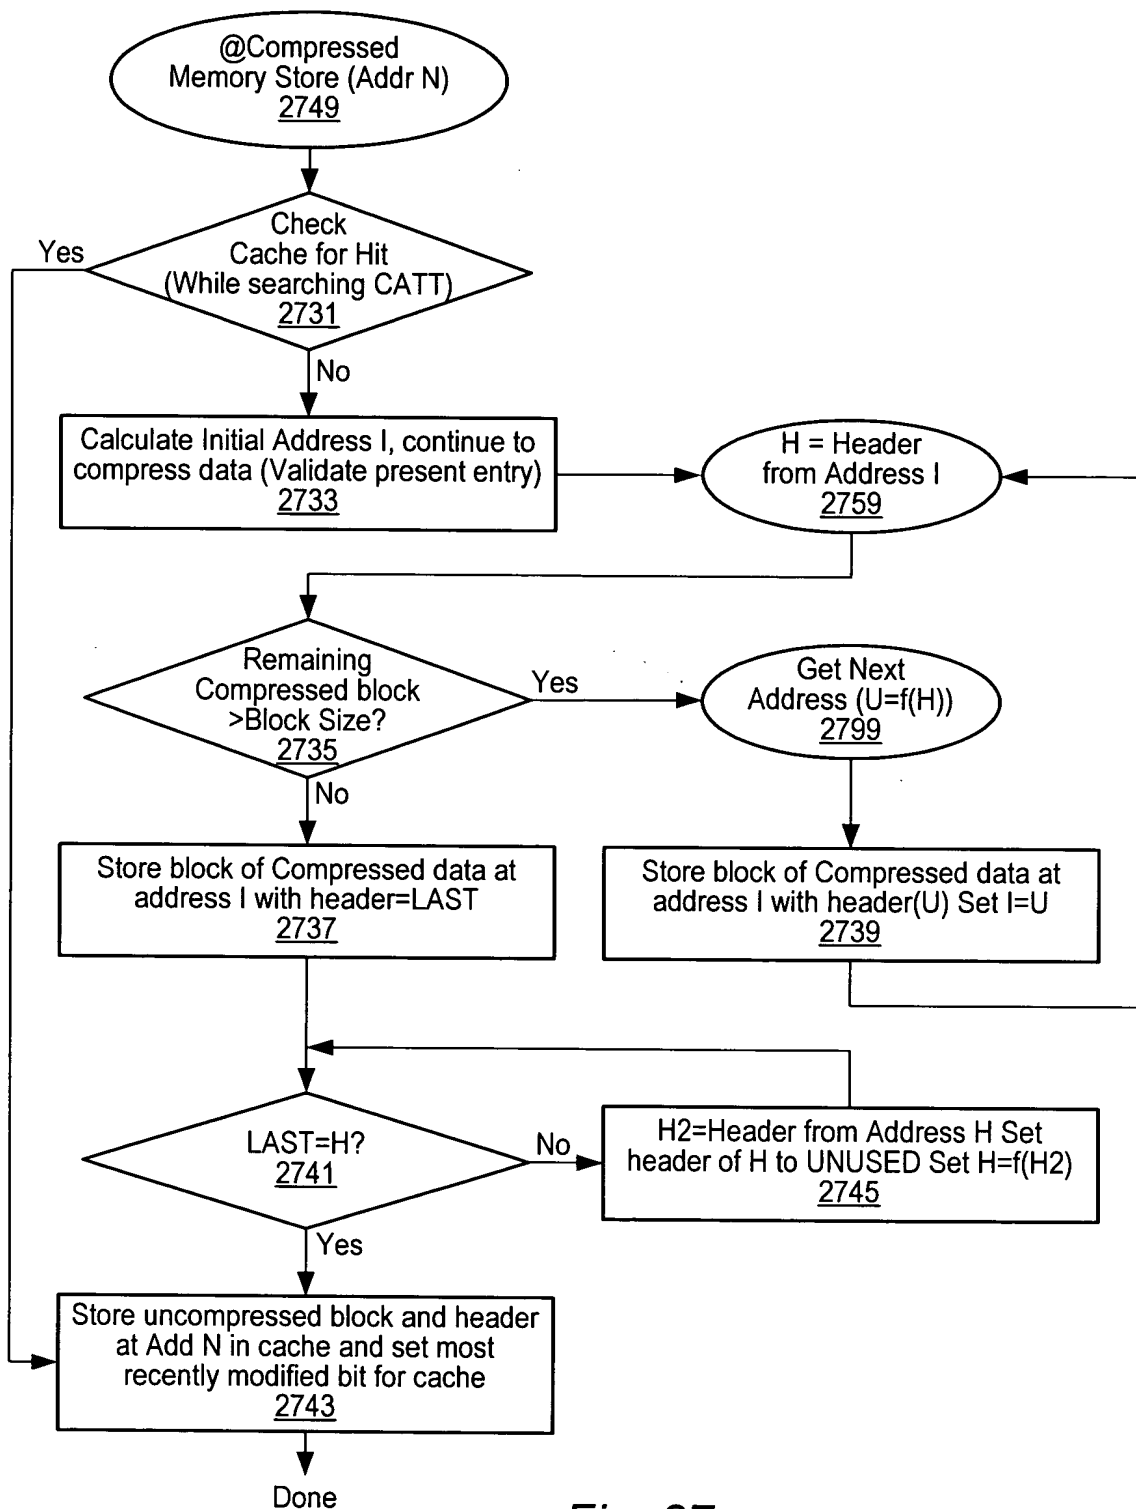 @Compressed
Memory Store (Addr N)
2749
Check
Cache for Hit
(While searching CATT)
2731
Yes
No
Calculate Initial Address I, continue to
compress data (Validate present entry)
2733
H = Header
from Address I
2759
Remaining
Compressed block
>Block Size?
2735
Yes
No
Get Next
Address (U=f(H))
2799
Store block of Compressed data at
address I with header=LAST
2737
Store block of Compressed data at
address I with header(U) Set I=U
2739
LAST=H?
2741
No
Yes
H2=Header from Address H Set
header of H to UNUSED Set H=f(H2)
2745
Store uncompressed block and header
at Add N in cache and set most
recently modified bit for cache
2743
Done